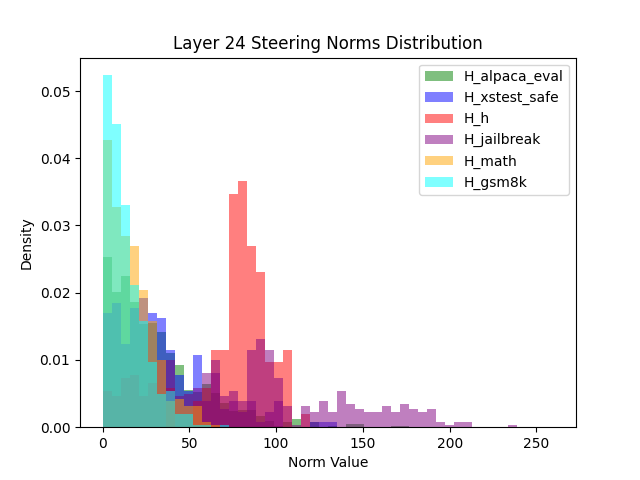 Layer 24 Steering Norms Distribution
H_alpaca_eval
H_xstest_safe
H_h
H_jailbreak
H_math
H_gsm8k
0.05
0.04
0.03
0.02
0.01
0.00
Density
0
50
100
150
200
250
Norm Value